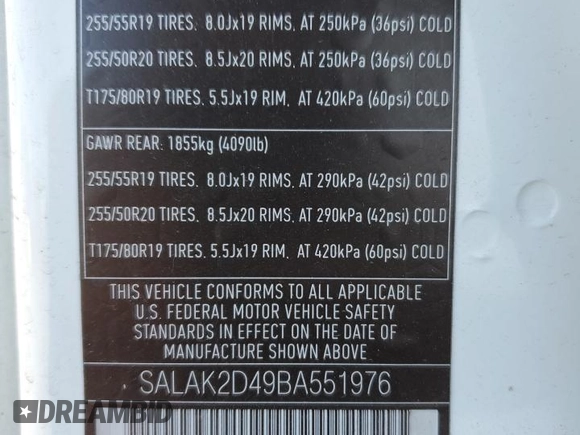 255/55R19 TIRES. 8.0Jx19 RIMS, AT 250kPa (36psi) COLD
255/50R20 TIRES. 8.5Jx20 RIMS, AT 250kPa (36psi) COLD
T175/80R19 TIRES. 5.5Jx19 RIM, AT 420kPa (60psi) COLD
GAWR REAR: 1855kg (4090lb)
255/55R19 TIRES. 8.0Jx19 RIMS, AT 290kPa (42psi) COLD
255/50R20 TIRES. 8.5Jx20 RIMS, AT 290kPa (42psi) COLD
T175/80R19 TIRES. 5.5Jx19 RIM, AT 420kPa (60psi) COLD
THIS VEHICLE CONFORMS TO ALL APPLICABLE
U.S. FEDERAL MOTOR VEHICLE SAFETY
STANDARDS IN EFFECT ON THE DATE OF
MANUFACTURE SHOWN ABOVE.
SALAK2D49BA551976
DREAMBID